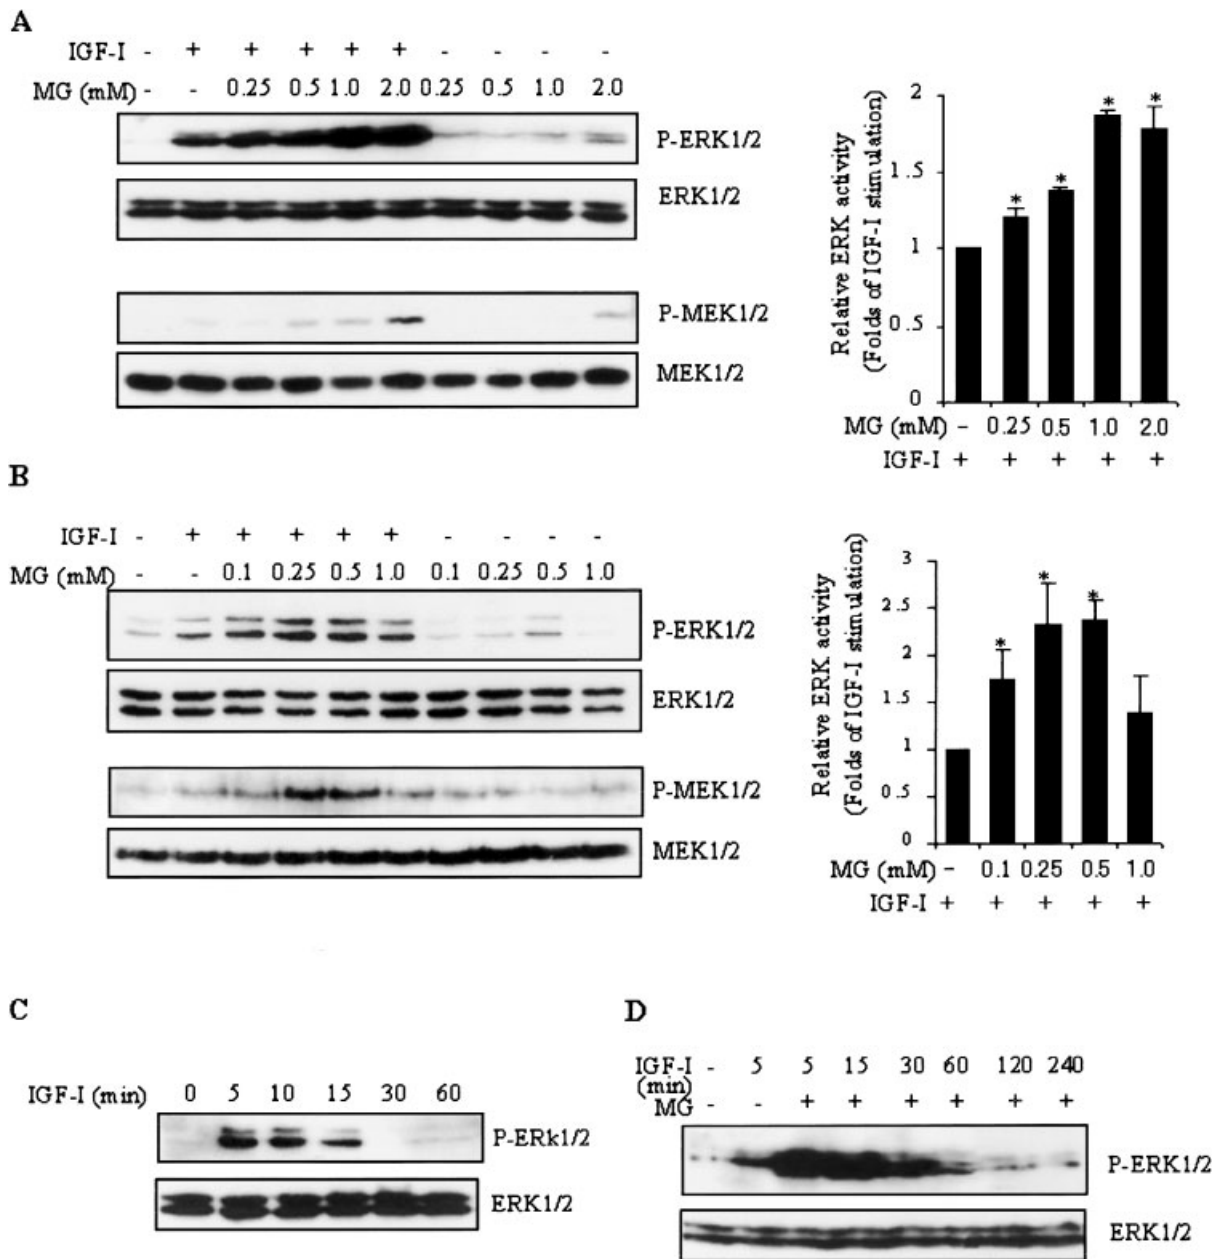 A
IGF-I - + + + + + - - - -
MG (mM) - - 0.25 0.5 1.0 2.0 0.25 0.5 1.0 2.0
P-ERK1/2
ERK1/2
P-MEK1/2
MEK1/2
Relative ERK activity
(Folds of IGF-I stimulation)
2
1.5
1
0.5
0
MG (mM) - 0.25 0.5 1.0 2.0
IGF-I + + + + +
* * * *
B
IGF-I - + + + + + - - - -
MG (mM) - - 0.1 0.25 0.5 1.0 0.1 0.25 0.5 1.0
P-ERK1/2
ERK1/2
P-MEK1/2
MEK1/2
Relative ERK activity
(Folds of IGF-I stimulation)
3
2.5
2
1.5
1
0.5
0
* * *
MG (mM) - 0.1 0.25 0.5 1.0
IGF-I + + + + +
C
IGF-I (min) 0 5 10 15 30 60
P-ERk1/2
ERK1/2
D
IGF-I - 5 5 15 30 60 120 240
(min)
MG - - + + + + + +
P-ERK1/2
ERK1/2